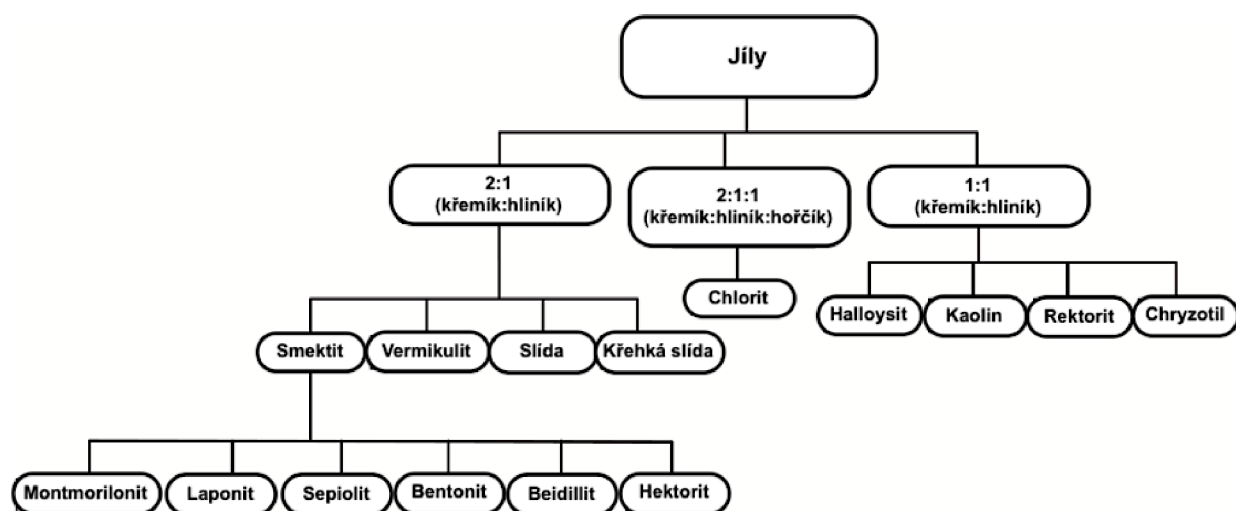 Jíly
2:1
(křemík:hliník)
2:1:1
(křemík:hliník:hořčík)
1:1
(křemík:hliník)
Chlorit
Halloysit
Kaolin
Rektorit
Chryzotil
Smektit
Vermikulit
Slída
Křehká slída
Montmorilonit
Laponit
Sepiolit
Bentonit
Beidillit
Hektorit